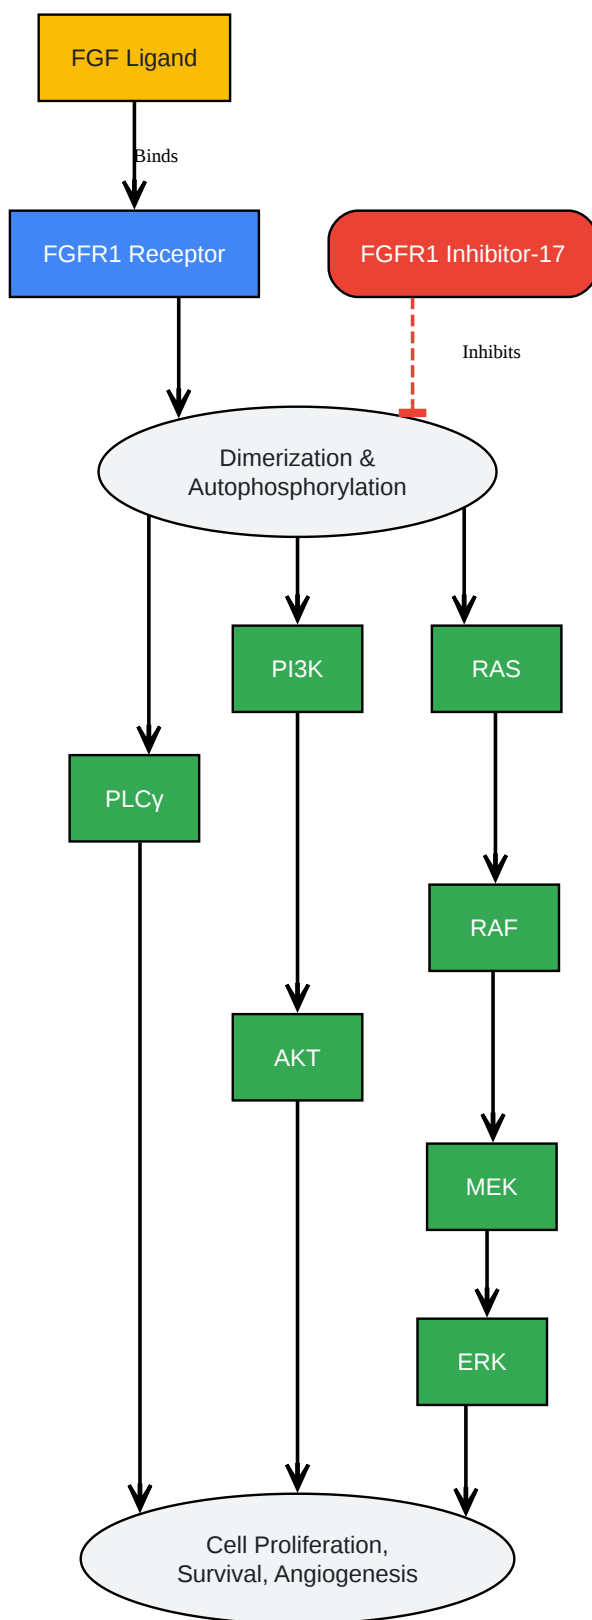 FGF Ligand
Binds
FGFR1 Receptor
FGFR1 Inhibitor-17
Inhibits
Dimerization &
Autophosphorylation
PI3K
RAS
PLCγ
RAF
AKT
MEK
ERK
Cell Proliferation,
Survival, Angiogenesis